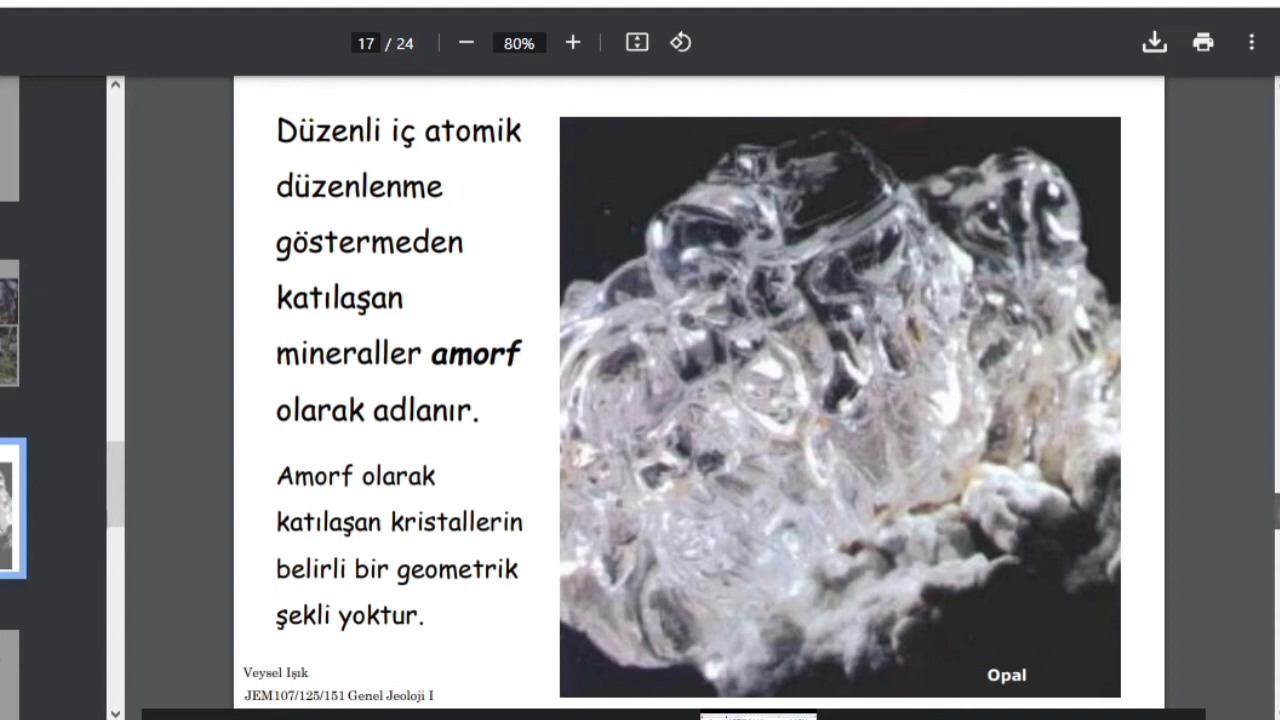 17 / 24
80%
Düzenli iç atomik
düzenlenme
göstermeden
katılaşan
mineraller amorf
olarak adlanır.
Amorf olarak
katılaşan kristallerin
belirli bir geometrik
şekli yoktur.
Opal
Veysel Işık
JEM107/125/151 Genel Jeoloji I